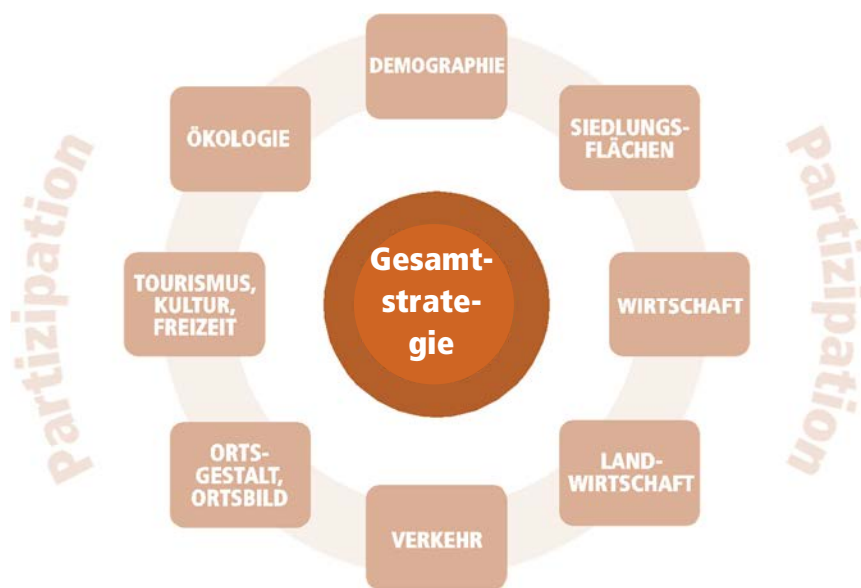 DEMOGRAPHIE
SIEDLUNGS-
FLÄCHEN
WIRTSCHAFT
LAND-
WIRTSCHAFT
VERKEHR
ORTS-
GESTALT,
ORTSBILD
TOURISMUS,
KULTUR,
FREIZEIT
ÖKOLOGIE
Gesamt-
strate-
gie
Partizipation
Partizipation